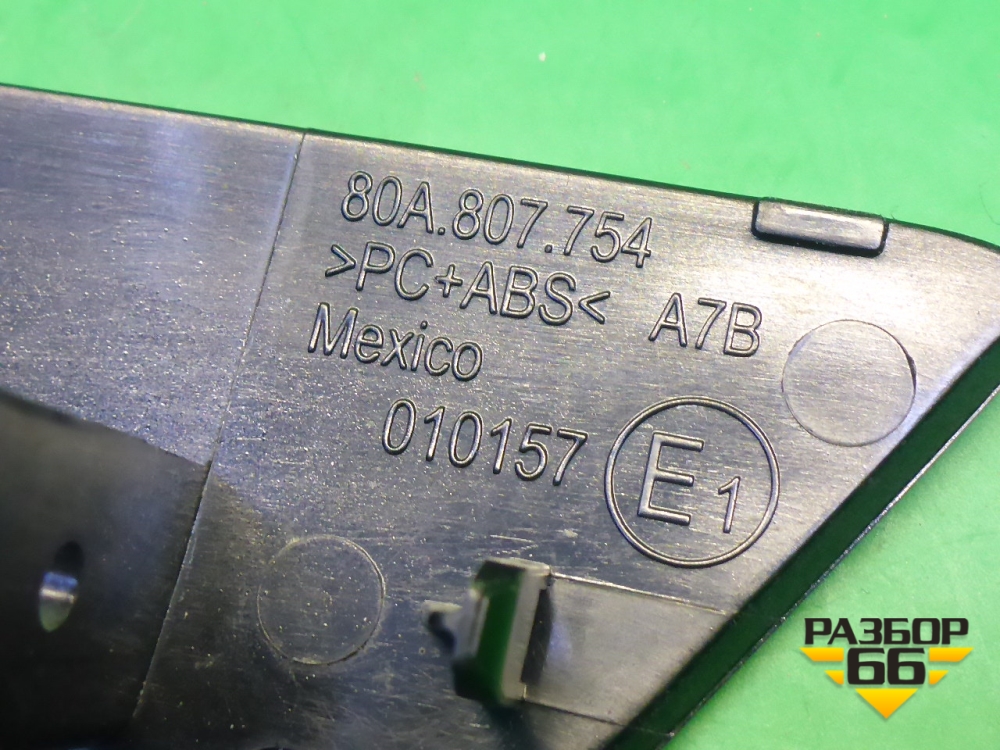 80A.807.754
>PC+ABS< A7B
Mexico
010157 E1
РАЗБОР
66